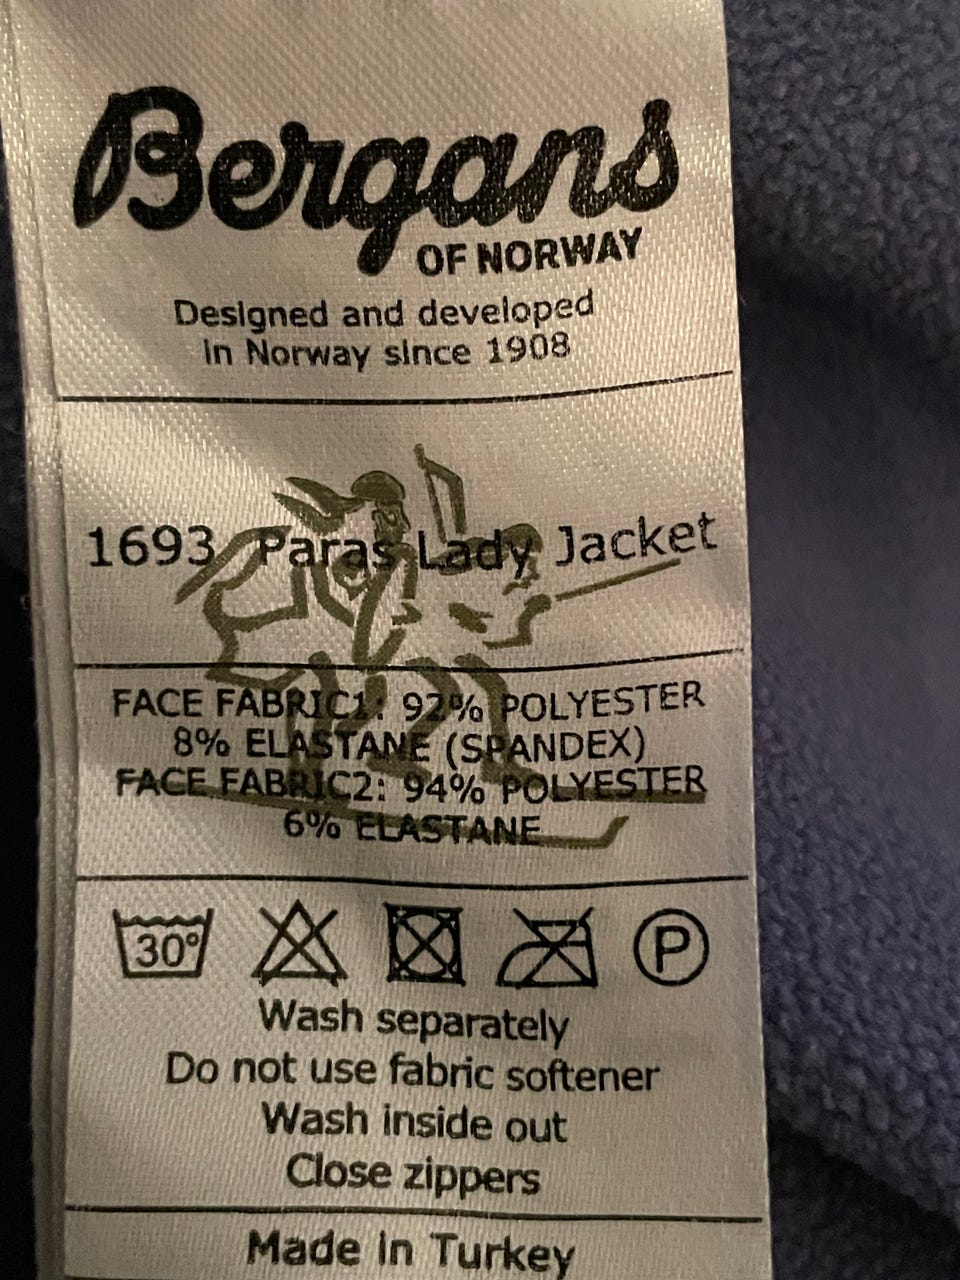 Bergans
OF NORWAY
Designed and developed
in Norway since 1908
1693 Paras Lady Jacket
FACE FABRIC1: 92% POLYESTER
8% ELASTANE (SPANDEX)
FACE FABRIC2: 94% POLYESTER
6% ELASTANE
30°
P
Wash separately
Do not use fabric softener
Wash inside out
Close zippers
Made in Turkey